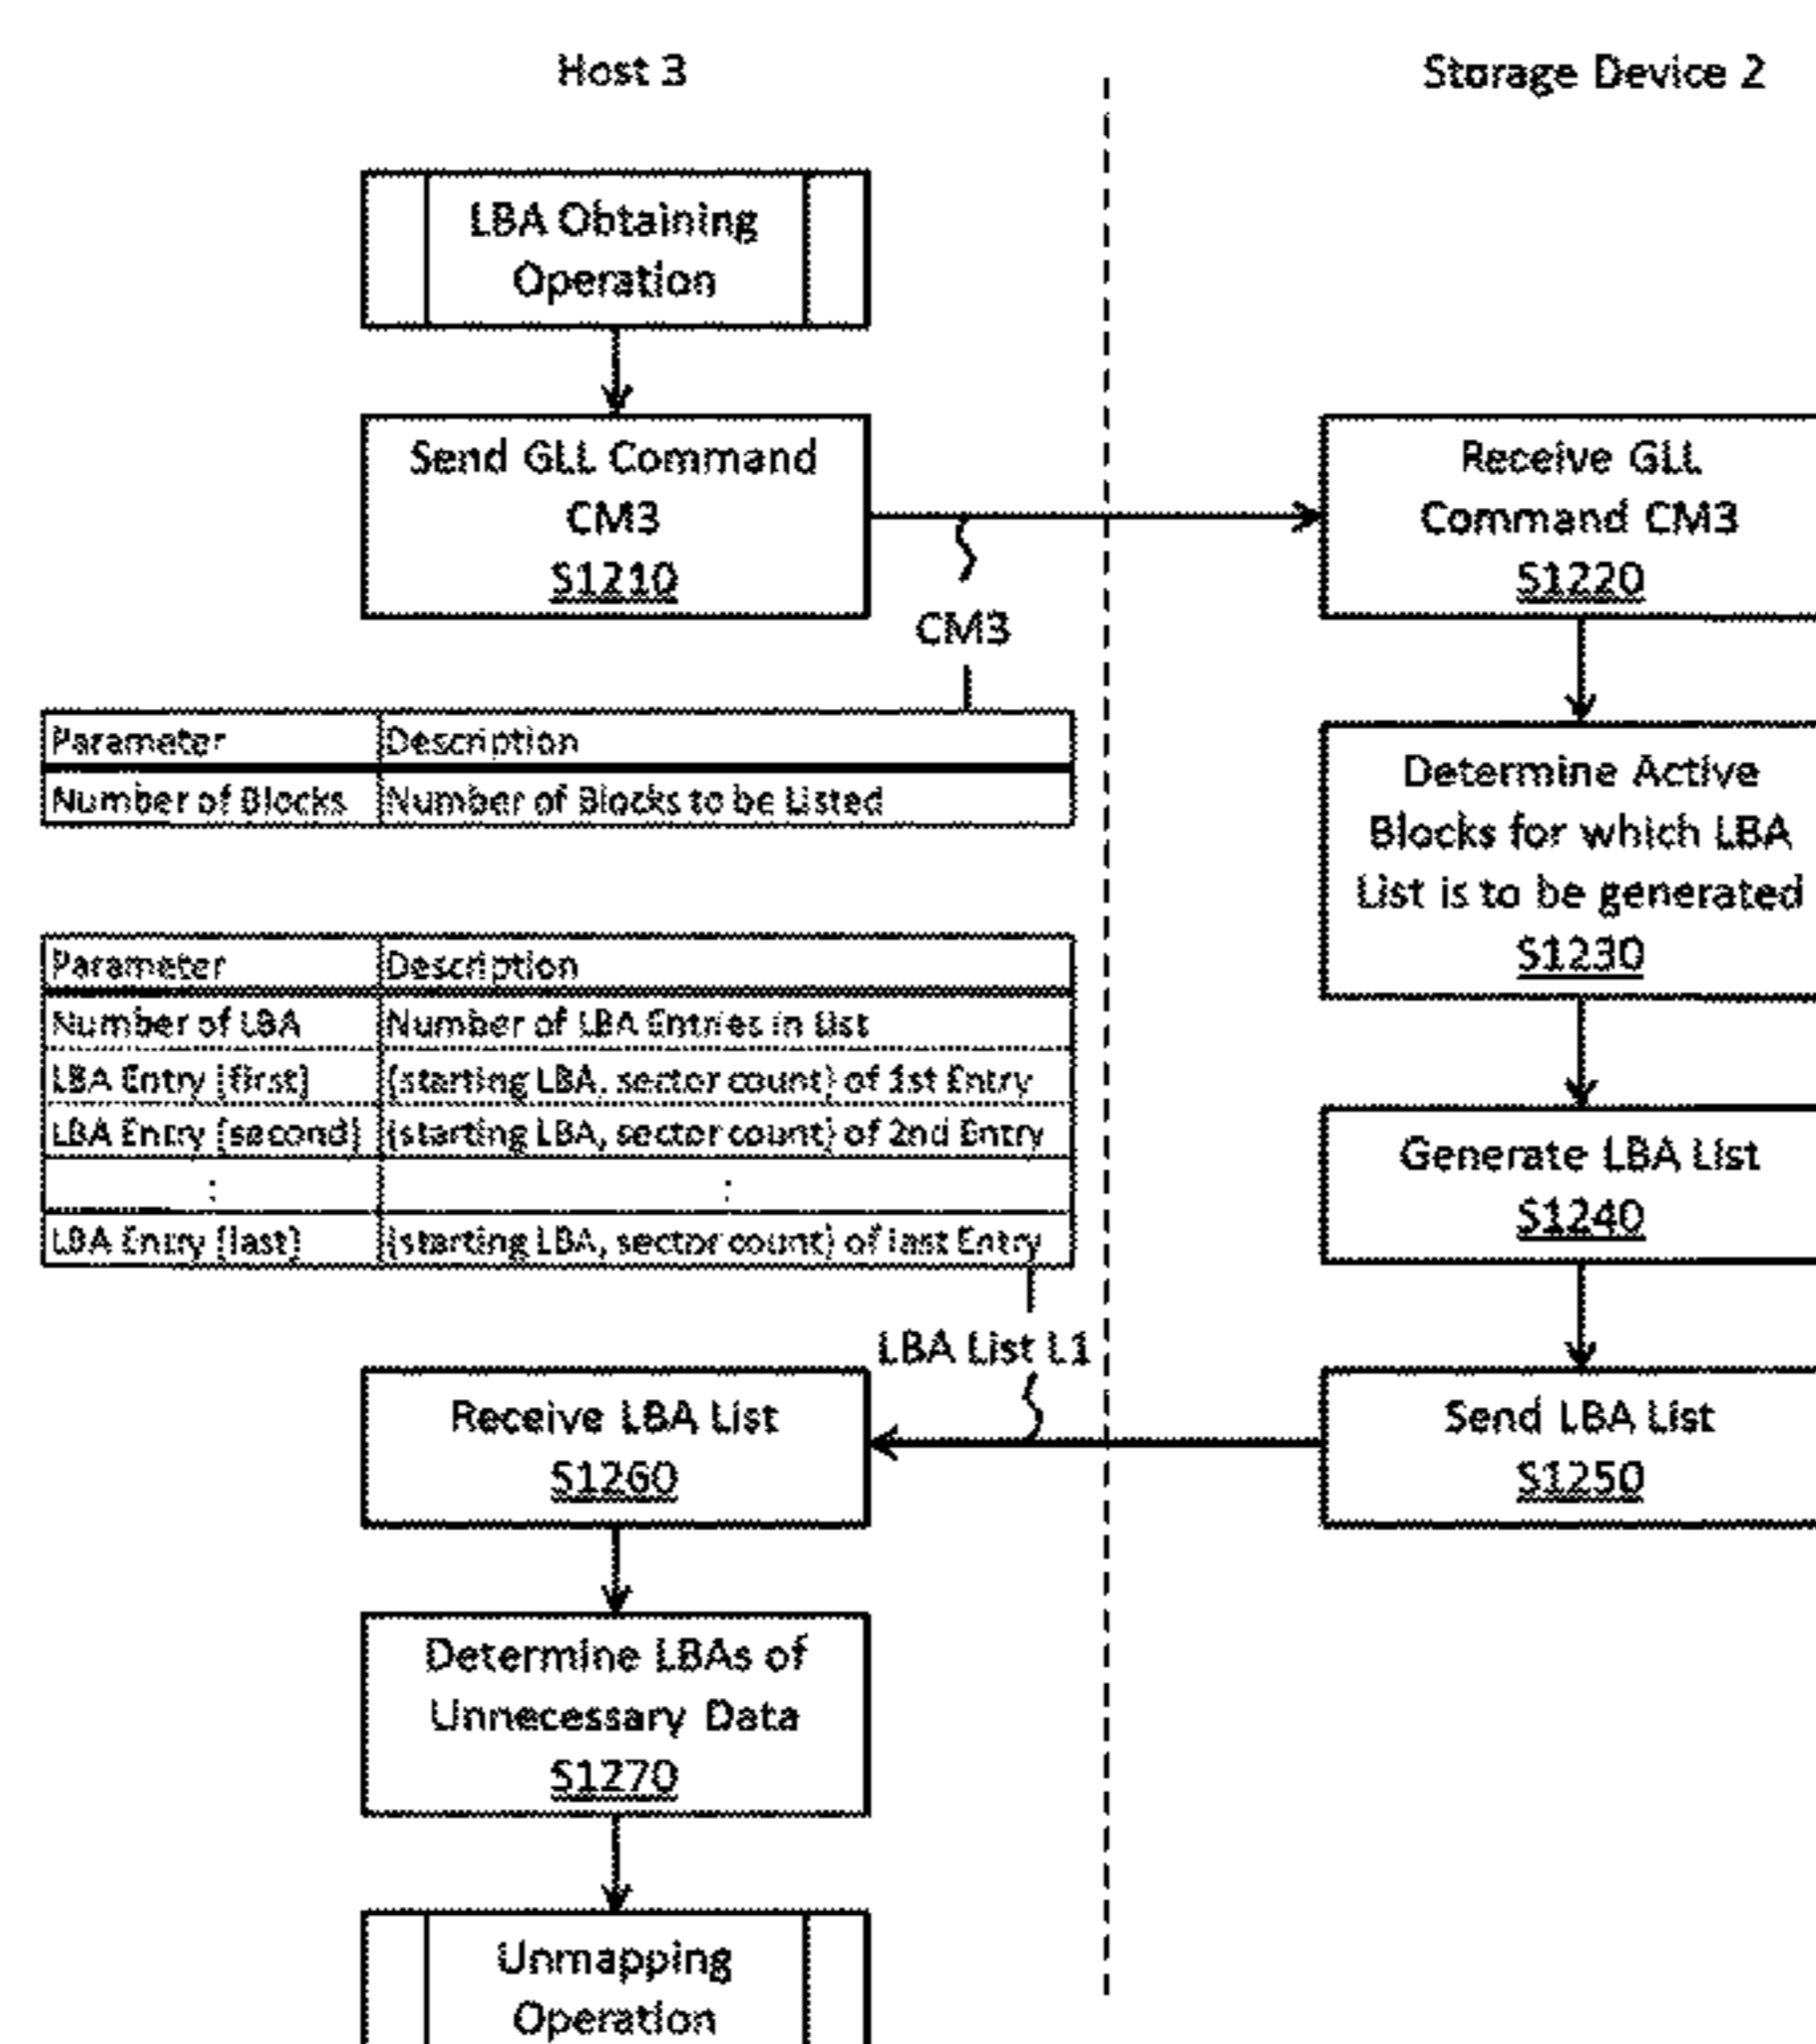 Host 3
Storage Device 2
LBA Obtaining
Operation
Send GLL Command
CM3
S1210
Receive GLL
Command CM3
S1220
CM3
Parameter Description
Number of Blocks Number of Blocks to be Listed
Determine Active
Blocks for which LBA
List is to be generated
S1230
Parameter Description
Number of LBA Number of LBA Entries in List
LBA Entry [first] (starting LBA, sector count) of 1st Entry
LBA Entry [second] (starting LBA, sector count) of 2nd Entry
: :
LBA Entry [last] (starting LBA, sector count) of last Entry
Generate LBA List
S1240
LBA List L1
Receive LBA List
S1260
Send LBA List
S1250
Determine LBAs of
Unnecessary Data
S1270
Unmapping
Operation